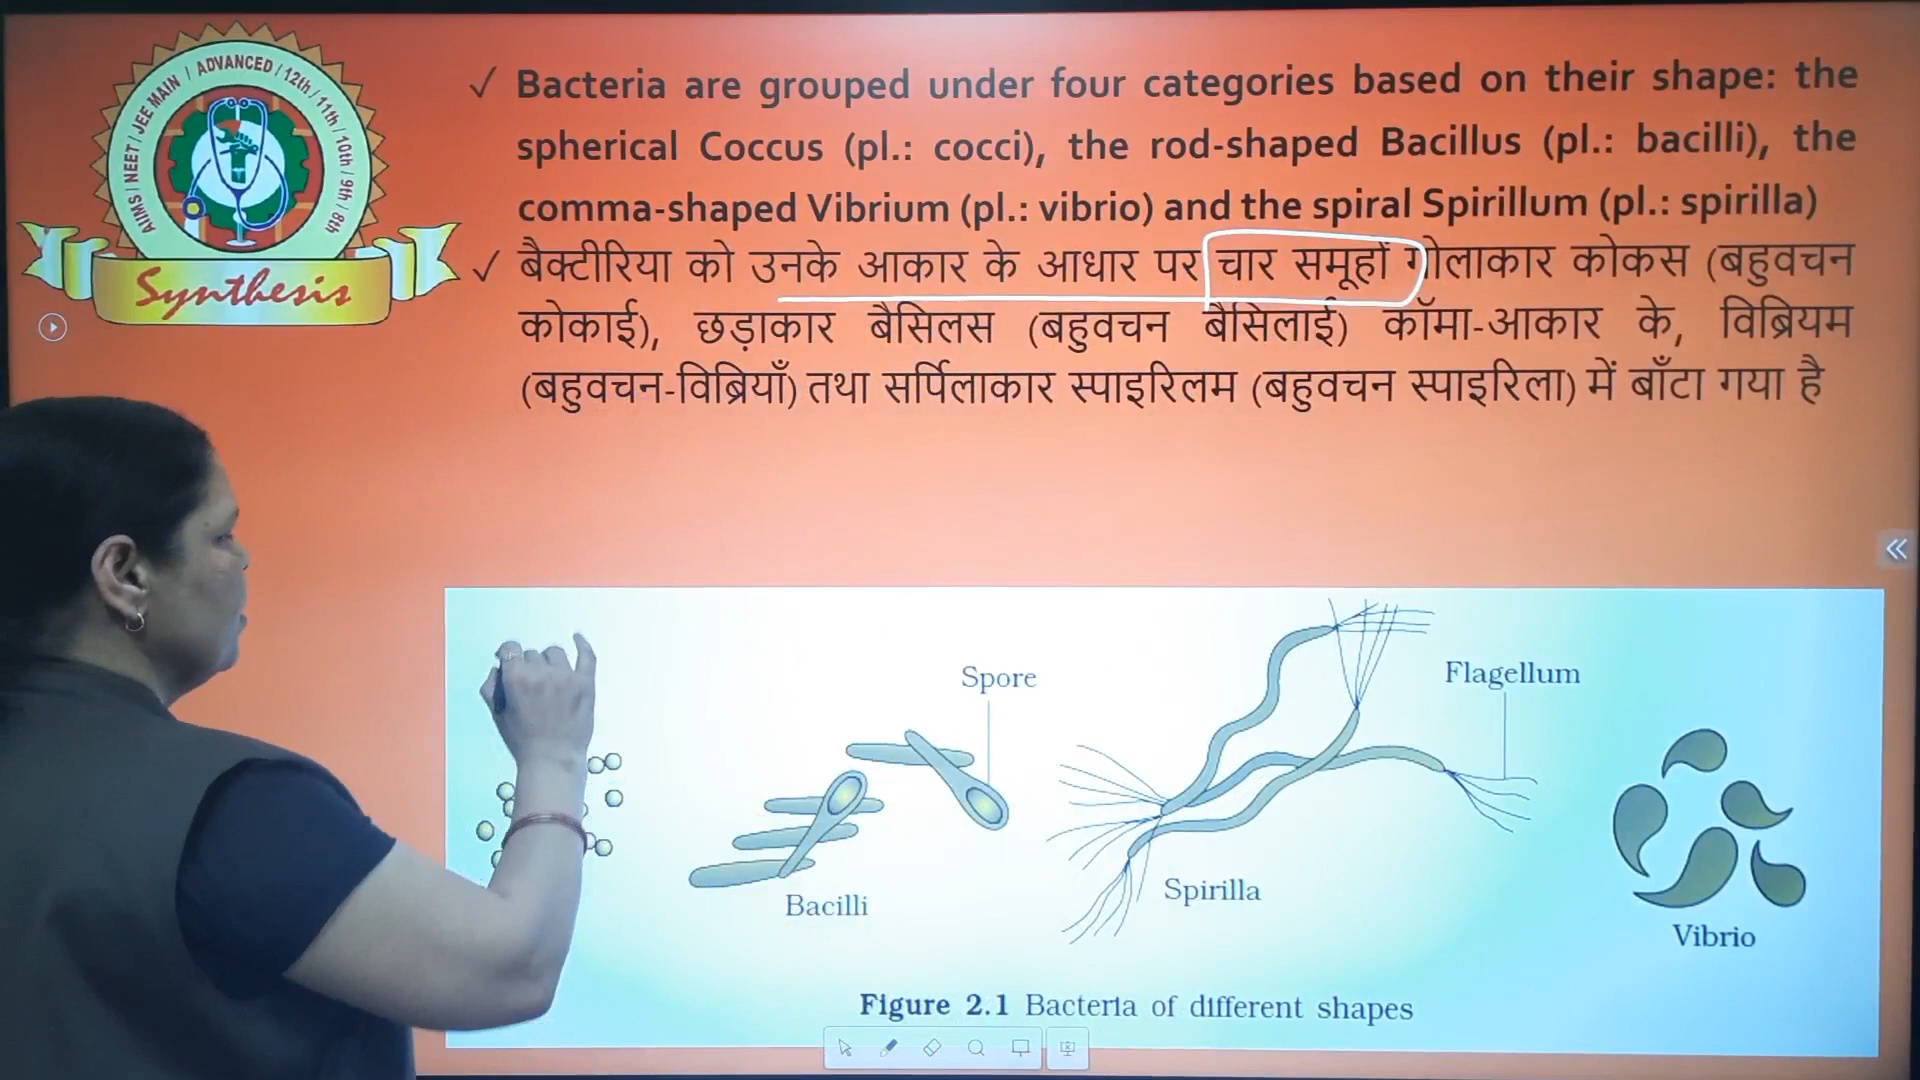 AIIMS / NEET / JEE MAIN / ADVANCED / 12th / 11th / 10th / 9th / 8th
Synthesis
✓ Bacteria are grouped under four categories based on their shape: the
spherical Coccus (pl.: cocci), the rod-shaped Bacillus (pl.: bacilli), the
comma-shaped Vibrium (pl.: vibrio) and the spiral Spirillum (pl.: spirilla)
✓ बैक्टीरिया को उनके आकार के आधार पर चार समूहों गोलाकार कोकस (बहुवचन
कोकाई), छड़ाकार बैसिलस (बहुवचन बैसिलाई) कॉमा-आकार के, विब्रियम
(बहुवचन-विब्रियाँ) तथा सर्पिलाकार स्पाइरिलम (बहुवचन स्पाइरिला) में बाँटा गया है
Spore
Flagellum
Bacilli
Spirilla
Vibrio
Figure 2.1 Bacteria of different shapes